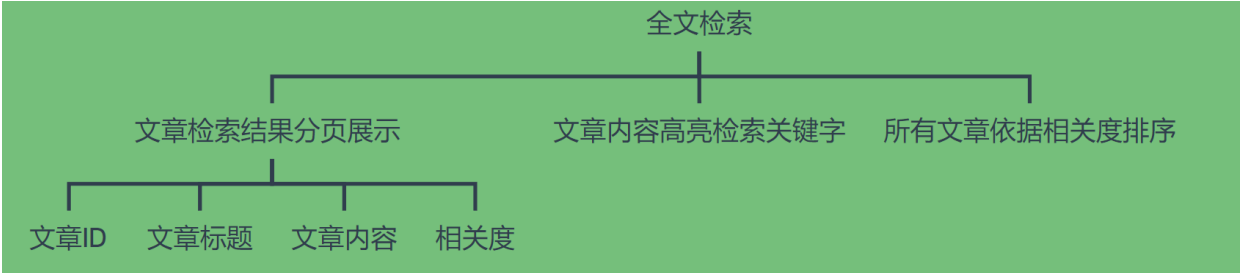 全文检索
文章检索结果分页展示
文章内容高亮检索关键字
所有文章依据相关度排序
文章ID
文章标题
文章内容
相关度